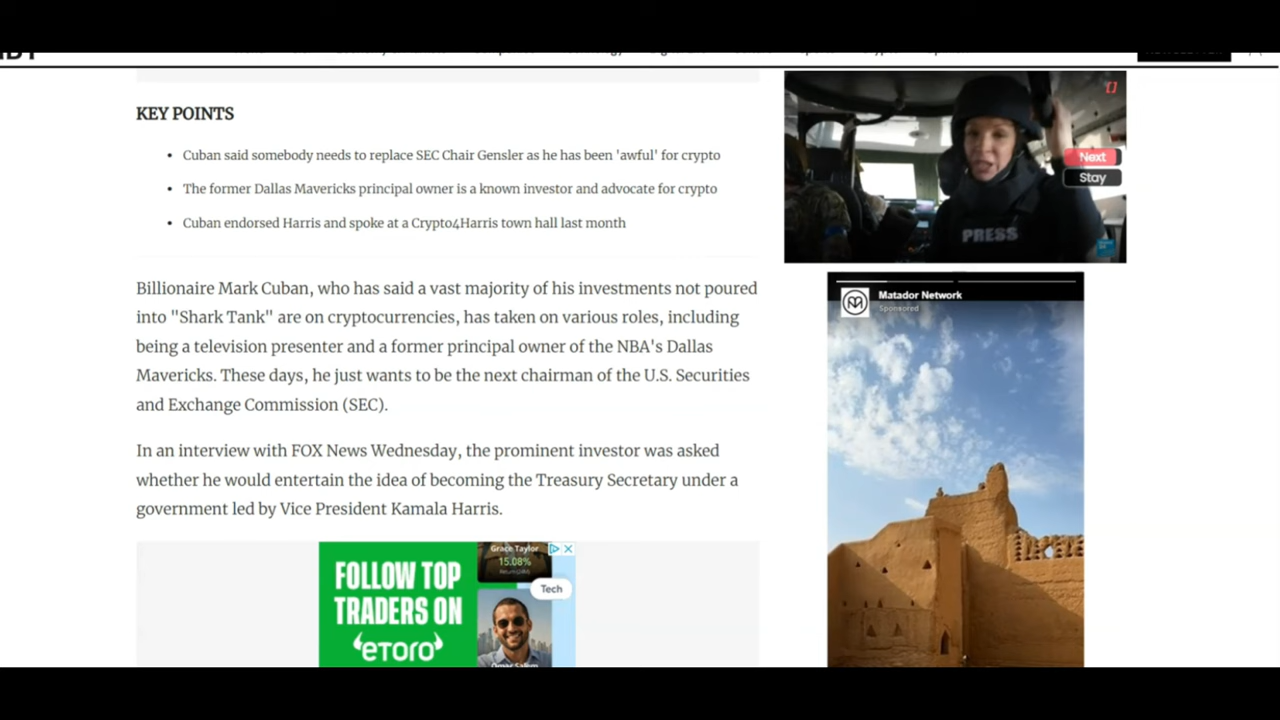 KEY POINTS
Cuban said somebody needs to replace SEC Chair Gensler as he has been 'awful' for crypto
The former Dallas Mavericks principal owner is a known investor and advocate for crypto
Cuban endorsed Harris and spoke at a Crypto4Harris town hall last month
Billionaire Mark Cuban, who has said a vast majority of his investments not poured
into "Shark Tank" are on cryptocurrencies, has taken on various roles, including
being a television presenter and a former principal owner of the NBA's Dallas
Mavericks. These days, he just wants to be the next chairman of the U.S. Securities
and Exchange Commission (SEC).
In an interview with FOX News Wednesday, the prominent investor was asked
whether he would entertain the idea of becoming the Treasury Secretary under a
government led by Vice President Kamala Harris.
FOLLOW TOP
TRADERS ON
eToro
Grace Taylor
15.08%
Tech
Omar Salem
Next
Stay
PRESS
Matador Network
Sponsored